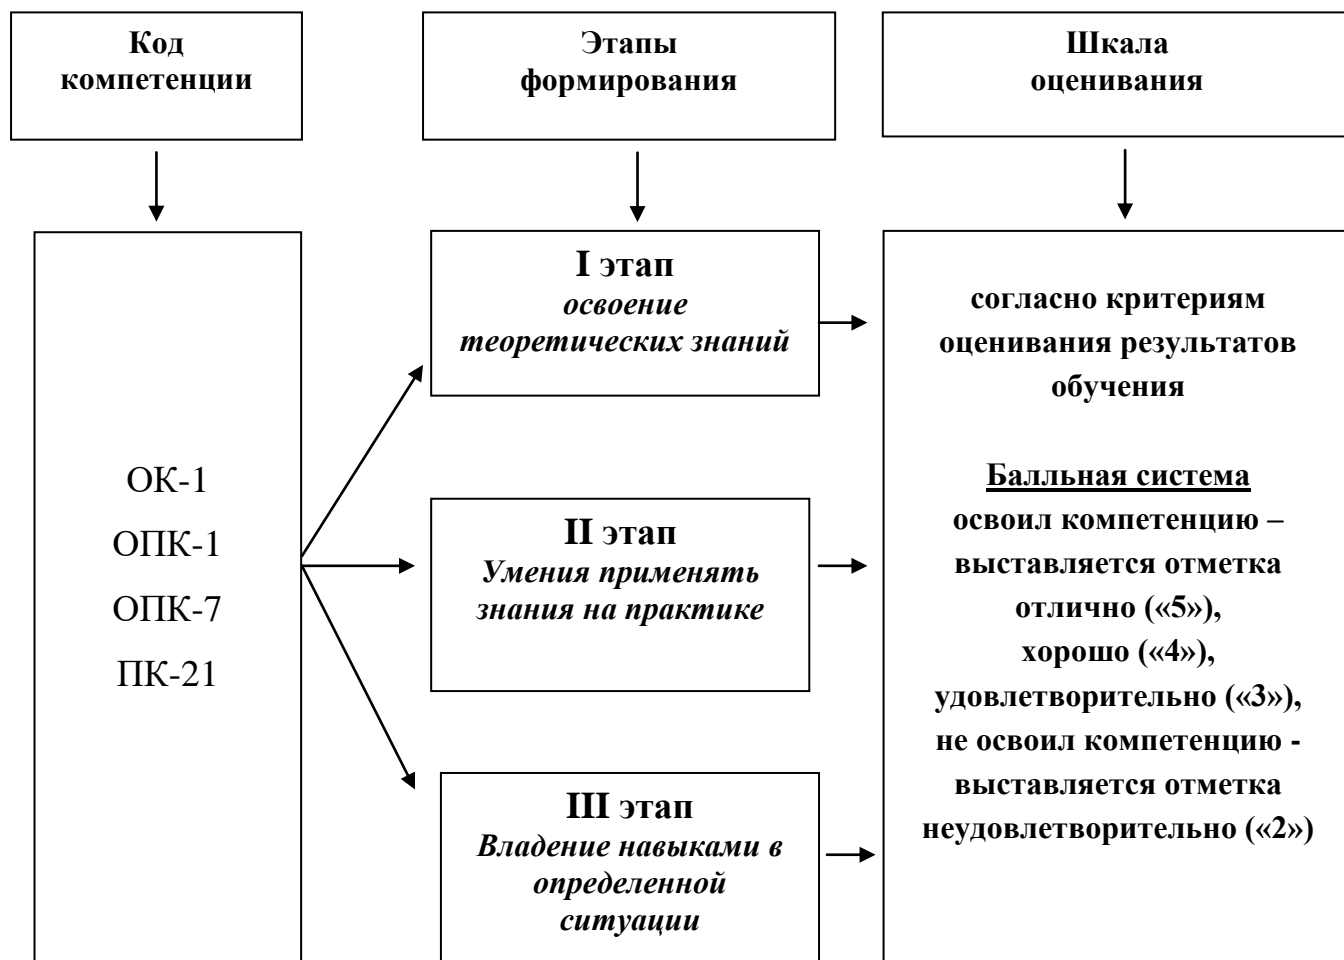 Код
компетенции
Этапы
формирования
Шкала
оценивания
ОК-1
ОПК-1
ОПК-7
ПК-21
I этап
освоение
теоретических знаний
II этап
Умения применять
знания на практике
III этап
Владение навыками в
определенной
ситуации
согласно критериям
оценивания результатов
обучения
Балльная система
освоил компетенцию –
выставляется отметка
отлично («5»),
хорошо («4»),
удовлетворительно («3»),
не освоил компетенцию -
выставляется отметка
неудовлетворительно («2»)